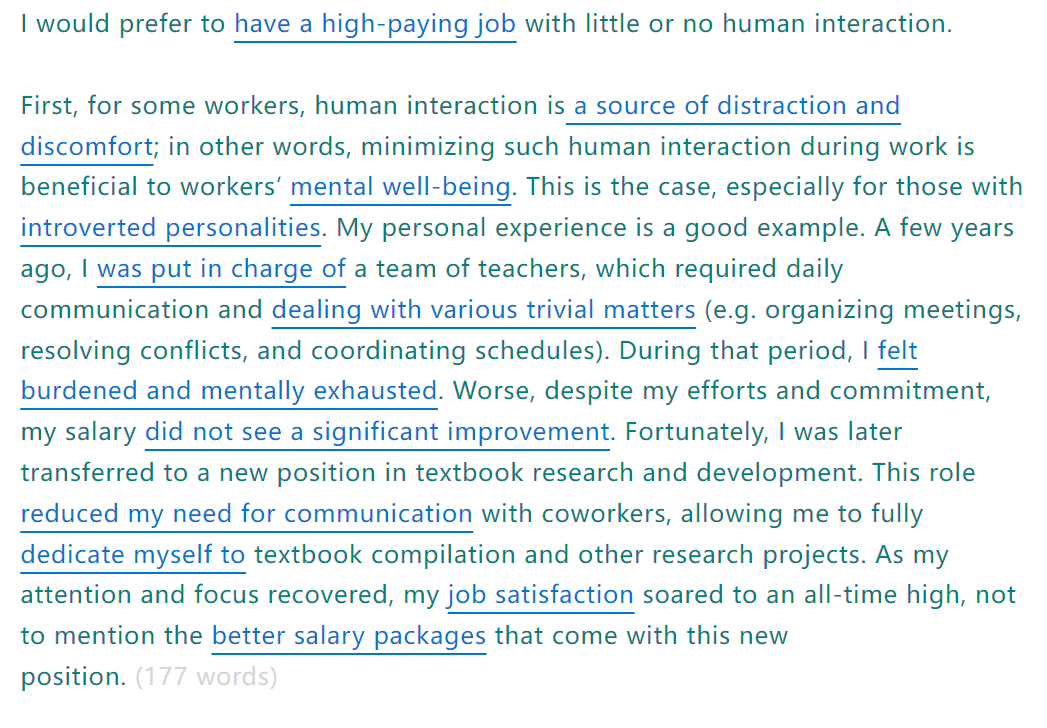 I would prefer to have a high-paying job with little or no human interaction.
First, for some workers, human interaction is a source of distraction and
discomfort; in other words, minimizing such human interaction during work is
beneficial to workers’ mental well-being. This is the case, especially for those with
introverted personalities. My personal experience is a good example. A few years
ago, I was put in charge of a team of teachers, which required daily
communication and dealing with various trivial matters (e.g. organizing meetings,
resolving conflicts, and coordinating schedules). During that period, I felt
burdened and mentally exhausted. Worse, despite my efforts and commitment,
my salary did not see a significant improvement. Fortunately, I was later
transferred to a new position in textbook research and development. This role
reduced my need for communication with coworkers, allowing me to fully
dedicate myself to textbook compilation and other research projects. As my
attention and focus recovered, my job satisfaction soared to an all-time high, not
to mention the better salary packages that come with this new
position. (177 words)